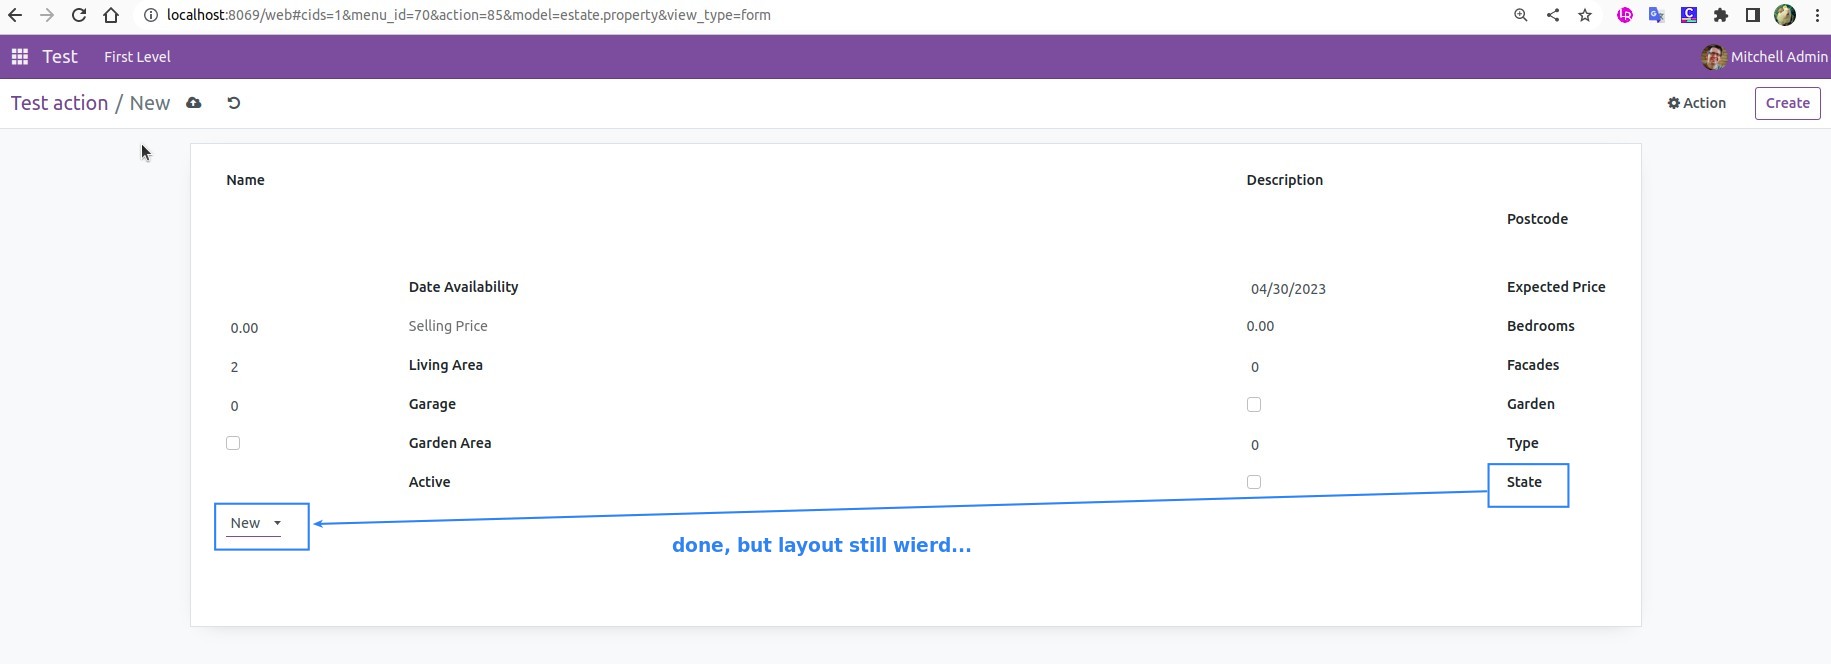 localhost:8069/web#cids=1&menu_id=70&action=85&model=estate.property&view_type=form
Test First Level Mitchell Admin
Test action / New Action Create
Name Description
Postcode
Date Availability 04/30/2023 Expected Price
0.00 Selling Price 0.00 Bedrooms
2 Living Area 0 Facades
0 Garage Garden
Garden Area 0 Type
Active State
New
done, but layout still wierd...